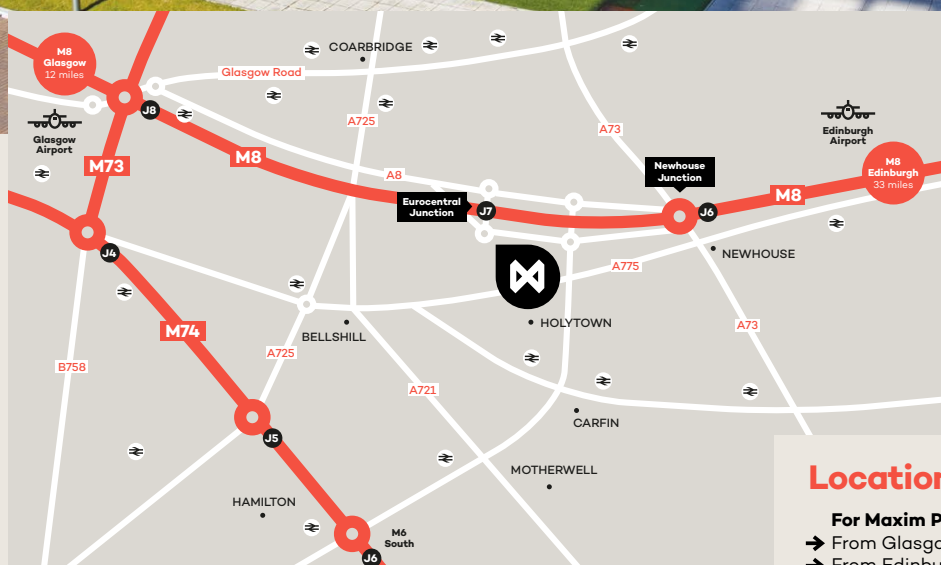 COARBRIDGE
M8
Glasgow
12 miles
Glasgow Road
J8
A725
A73
Glasgow
Airport
Edinburgh
Airport
M73
M8
A8
Newhouse
Junction
M8
Edinburgh
33 miles
M8
Eurocentral
Junction
J7
J6
J4
NEWHOUSE
A775
M74
BELLSHILL
HOLYTOWN
A73
A725
B758
A721
CARFIN
J5
MOTHERWELL
HAMILTON
M6
South
J6
Location
For Maxim P
From Glasgo
From Edinbu